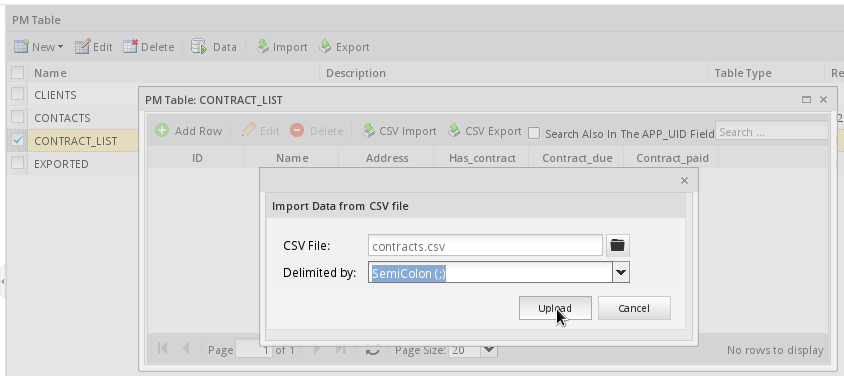 PM Table
New Edit Delete Data Import Export
Name Description Table Type Re
CLIENTS
PM Table: CONTRACT_LIST
CONTACTS 2
Add Row Edit Delete CSV Import CSV Export Search Also In The APP_UID Field Search ...
CONTRACT_LIST
ID Name Address Has_contract Contract_due Contract_paid
EXPORTED
Import Data from CSV file
CSV File: contracts.csv
Delimited by: SemiColon (;)
Upload Cancel
Page 1 of 1 Page Size: 20 No rows to display